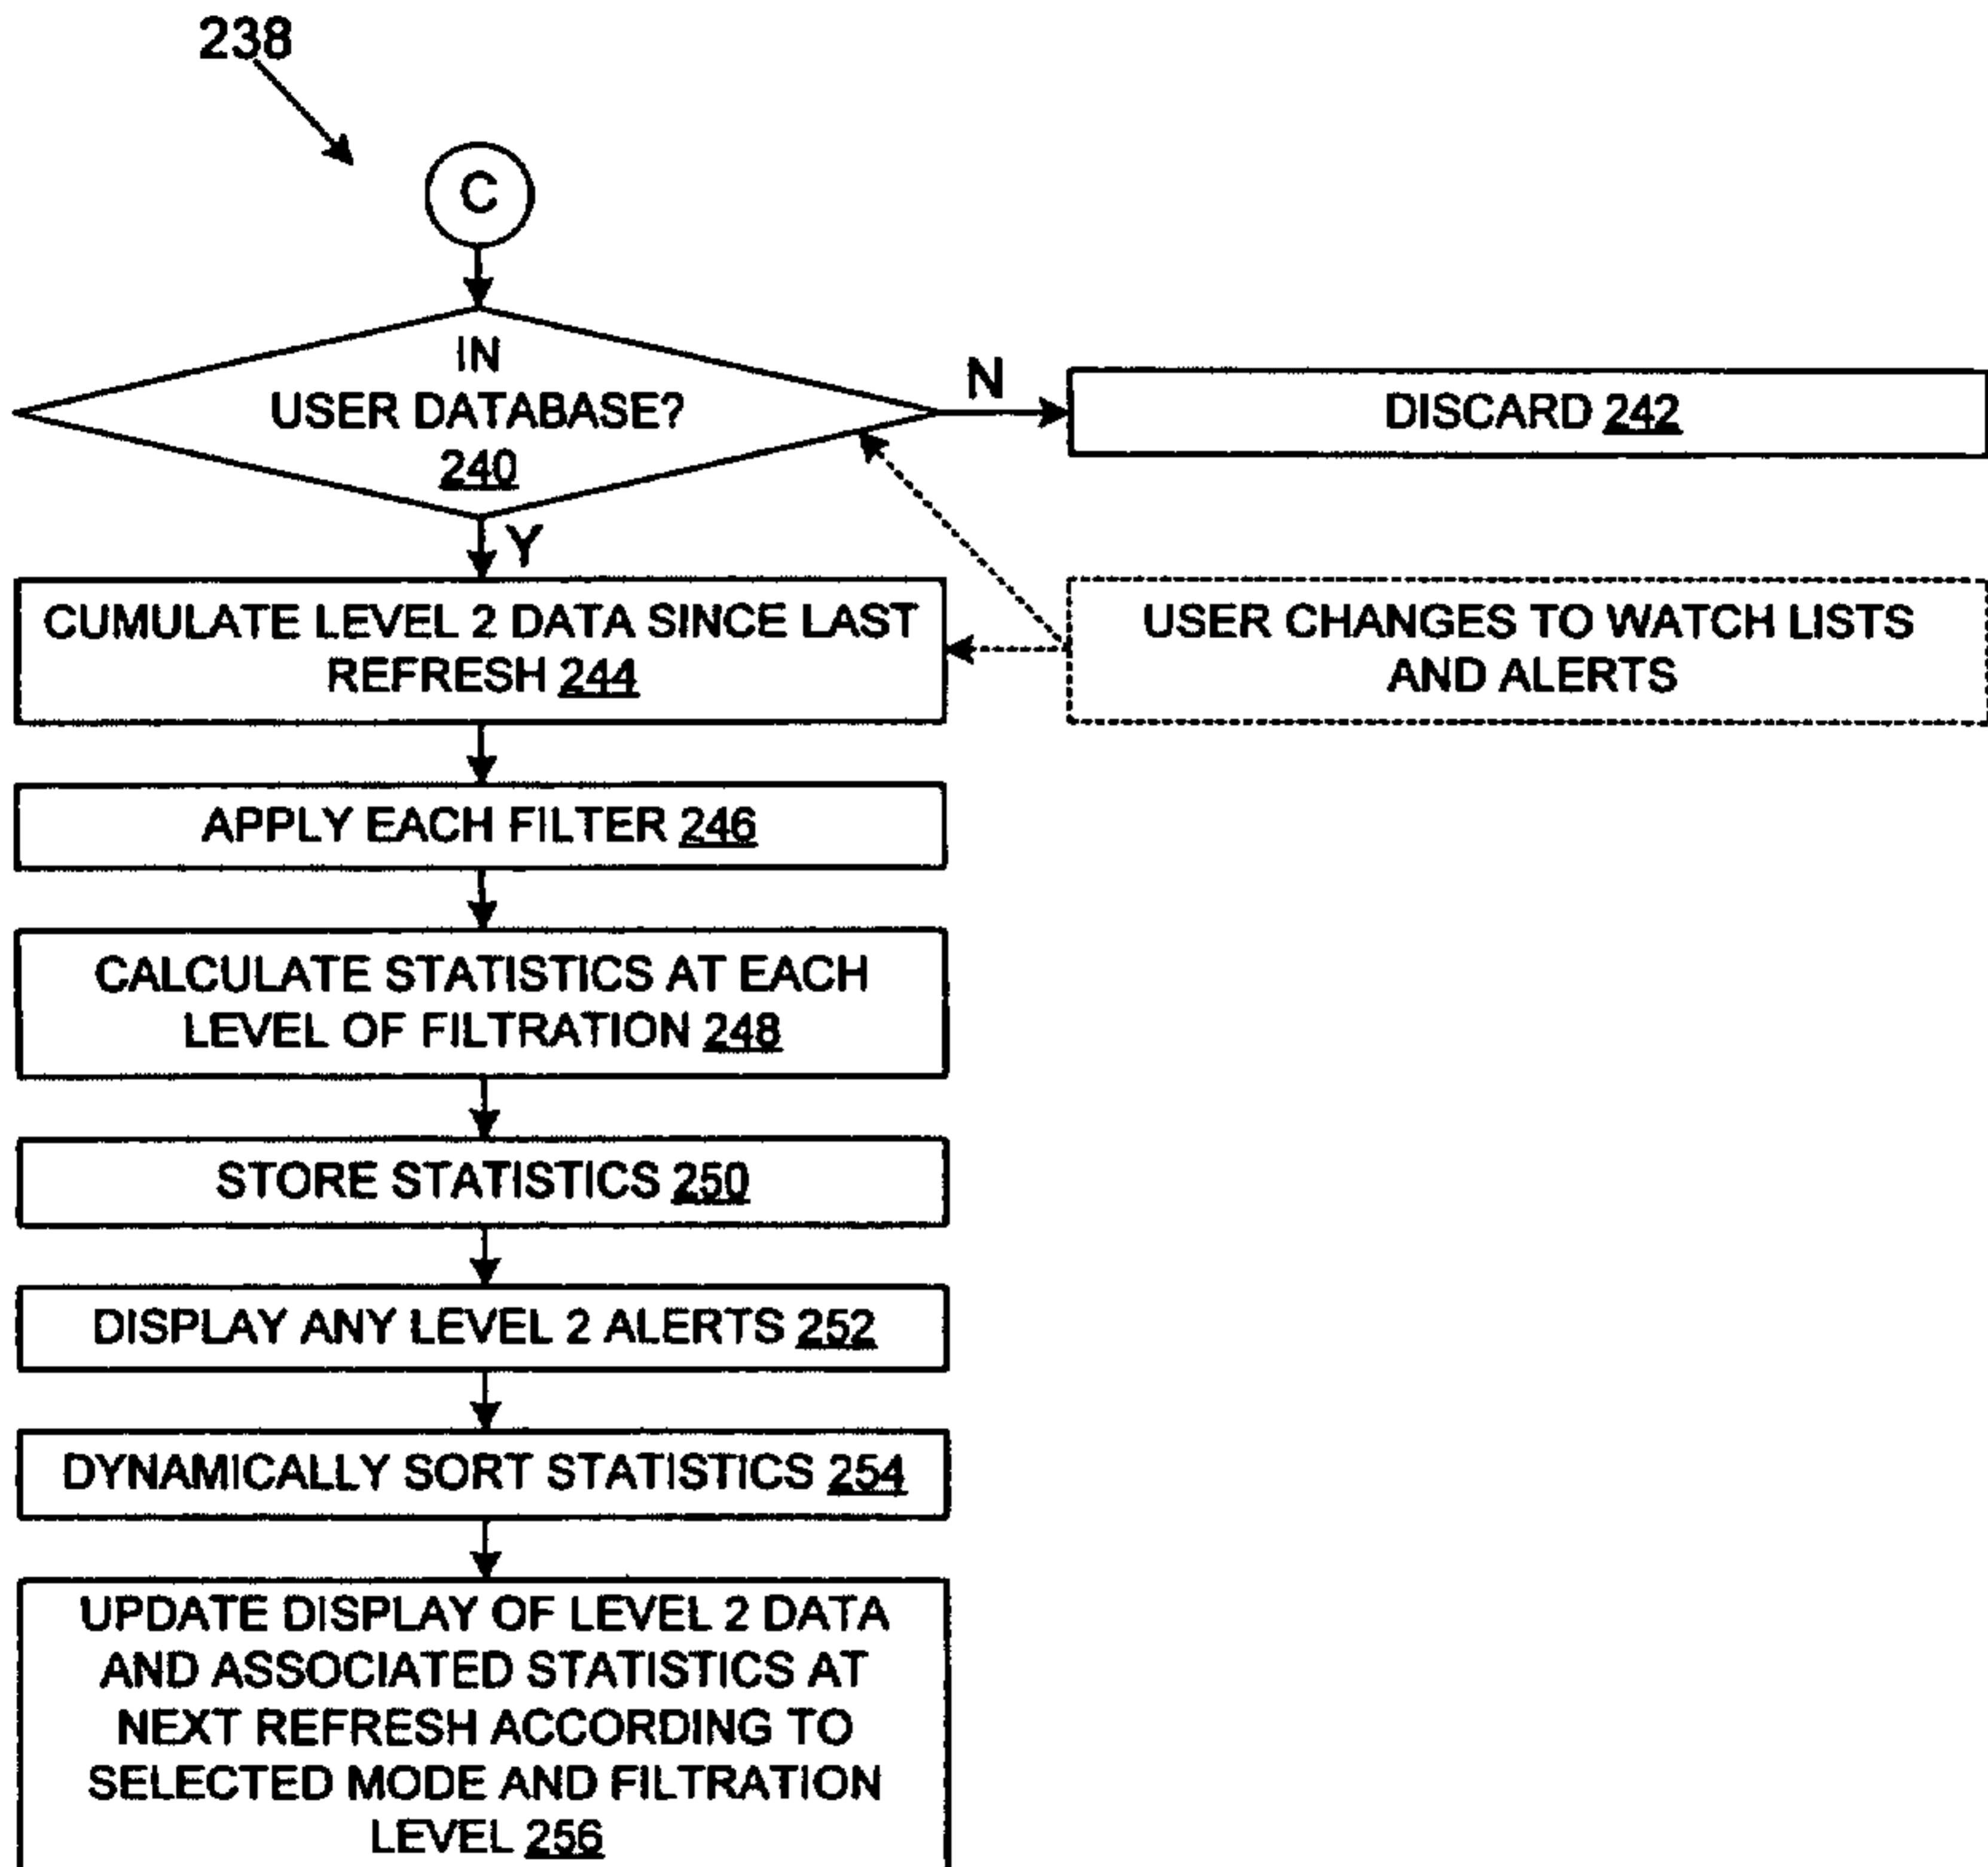 238
C
IN
USER DATABASE?
240
N
DISCARD 242
Y
CUMULATE LEVEL 2 DATA SINCE LAST
REFRESH 244
USER CHANGES TO WATCH LISTS
AND ALERTS
APPLY EACH FILTER 246
CALCULATE STATISTICS AT EACH
LEVEL OF FILTRATION 248
STORE STATISTICS 250
DISPLAY ANY LEVEL 2 ALERTS 252
DYNAMICALLY SORT STATISTICS 254
UPDATE DISPLAY OF LEVEL 2 DATA
AND ASSOCIATED STATISTICS AT
NEXT REFRESH ACCORDING TO
SELECTED MODE AND FILTRATION
LEVEL 256